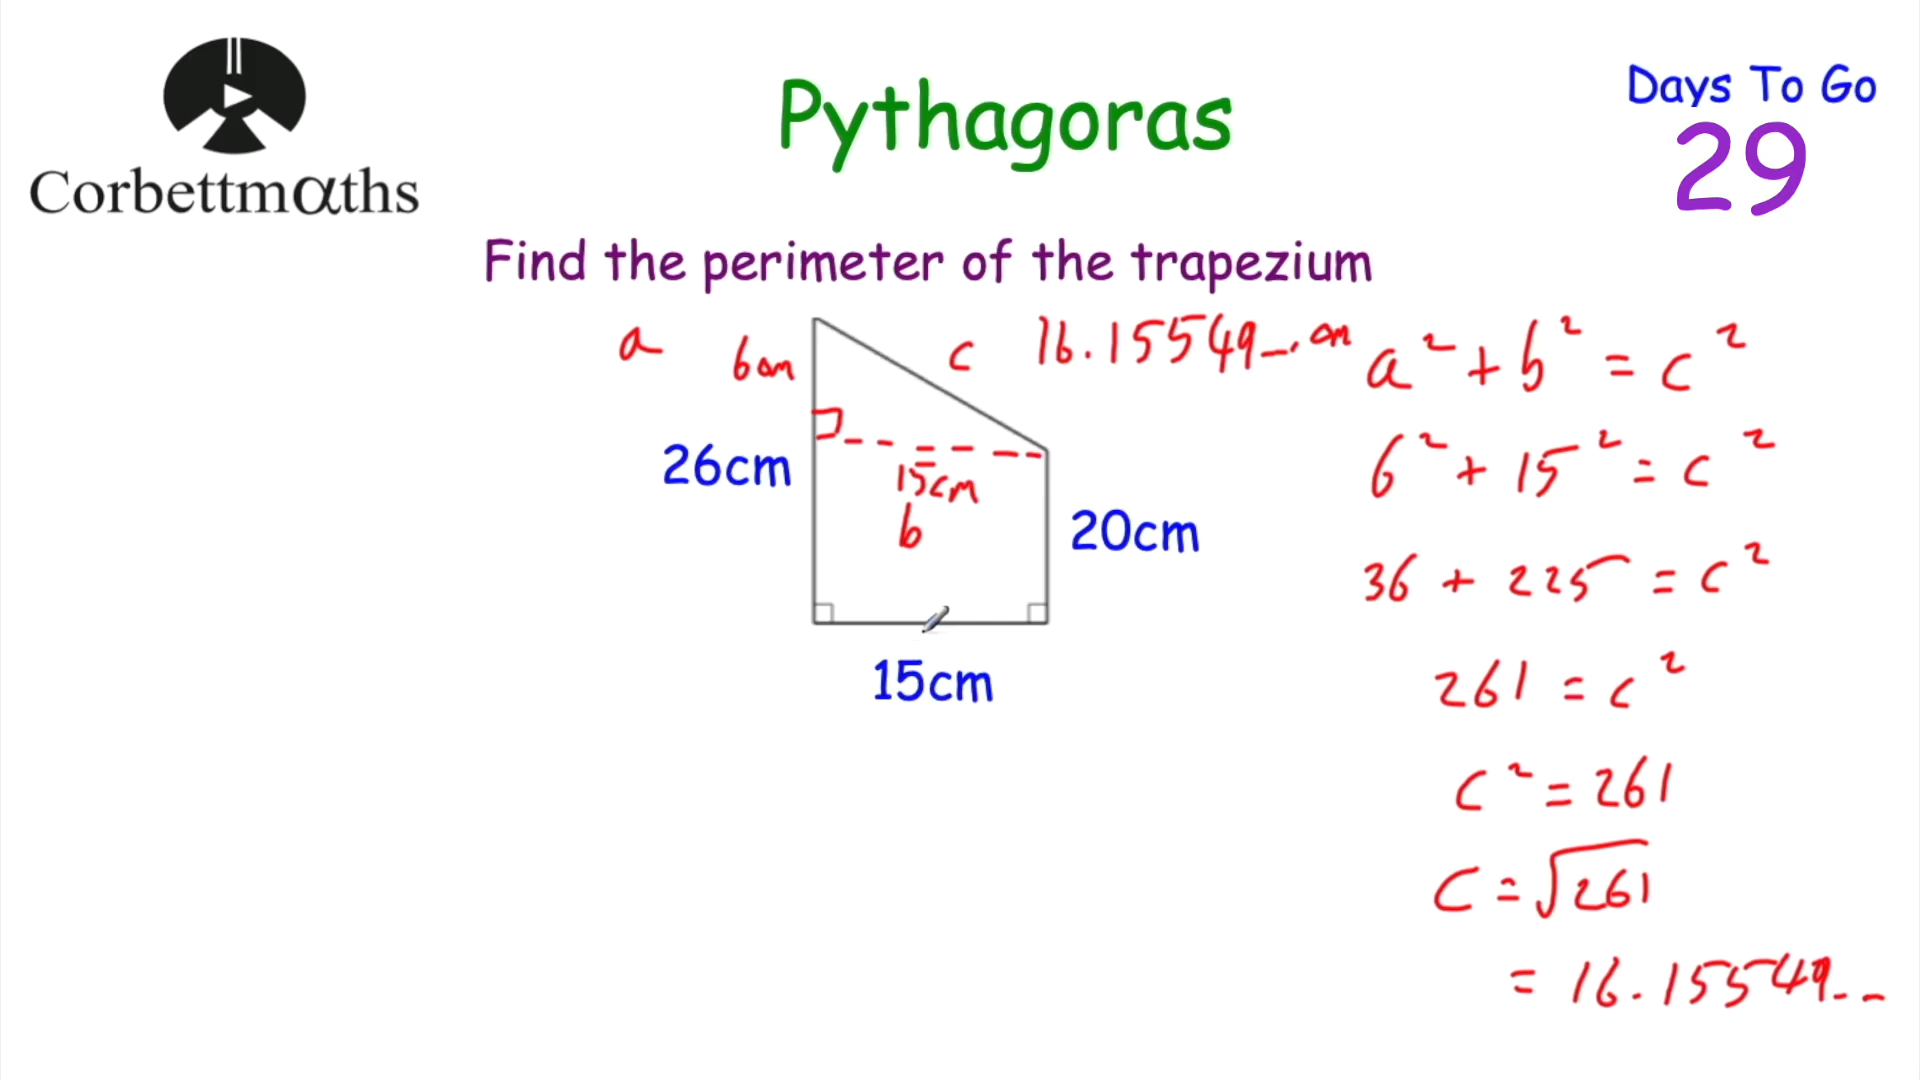 Corbettmαths
Pythagoras
Days To Go
29
Find the perimeter of the trapezium
a
6cm
c
16.15549... cm
26cm
15cm
b
20cm
15cm
a² + b² = c²
6² + 15² = c²
36 + 225 = c²
261 = c²
c² = 261
c = √261
= 16.15549...